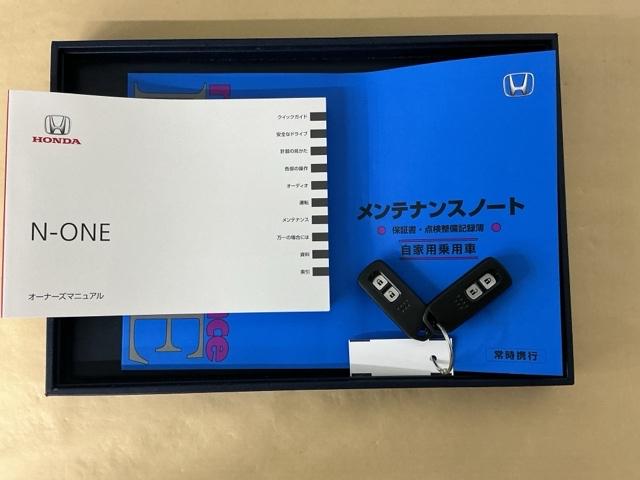 HONDA
N-ONE
オーナーズマニュアル
クイックガイド
安全なドライブ
計器の見かた
各部の操作
オーディオ
運転
メンテナンス
万一の場合には
資料
索引
メンテナンスノート
保証書・点検整備記録簿
自家用乗用車
常時携行